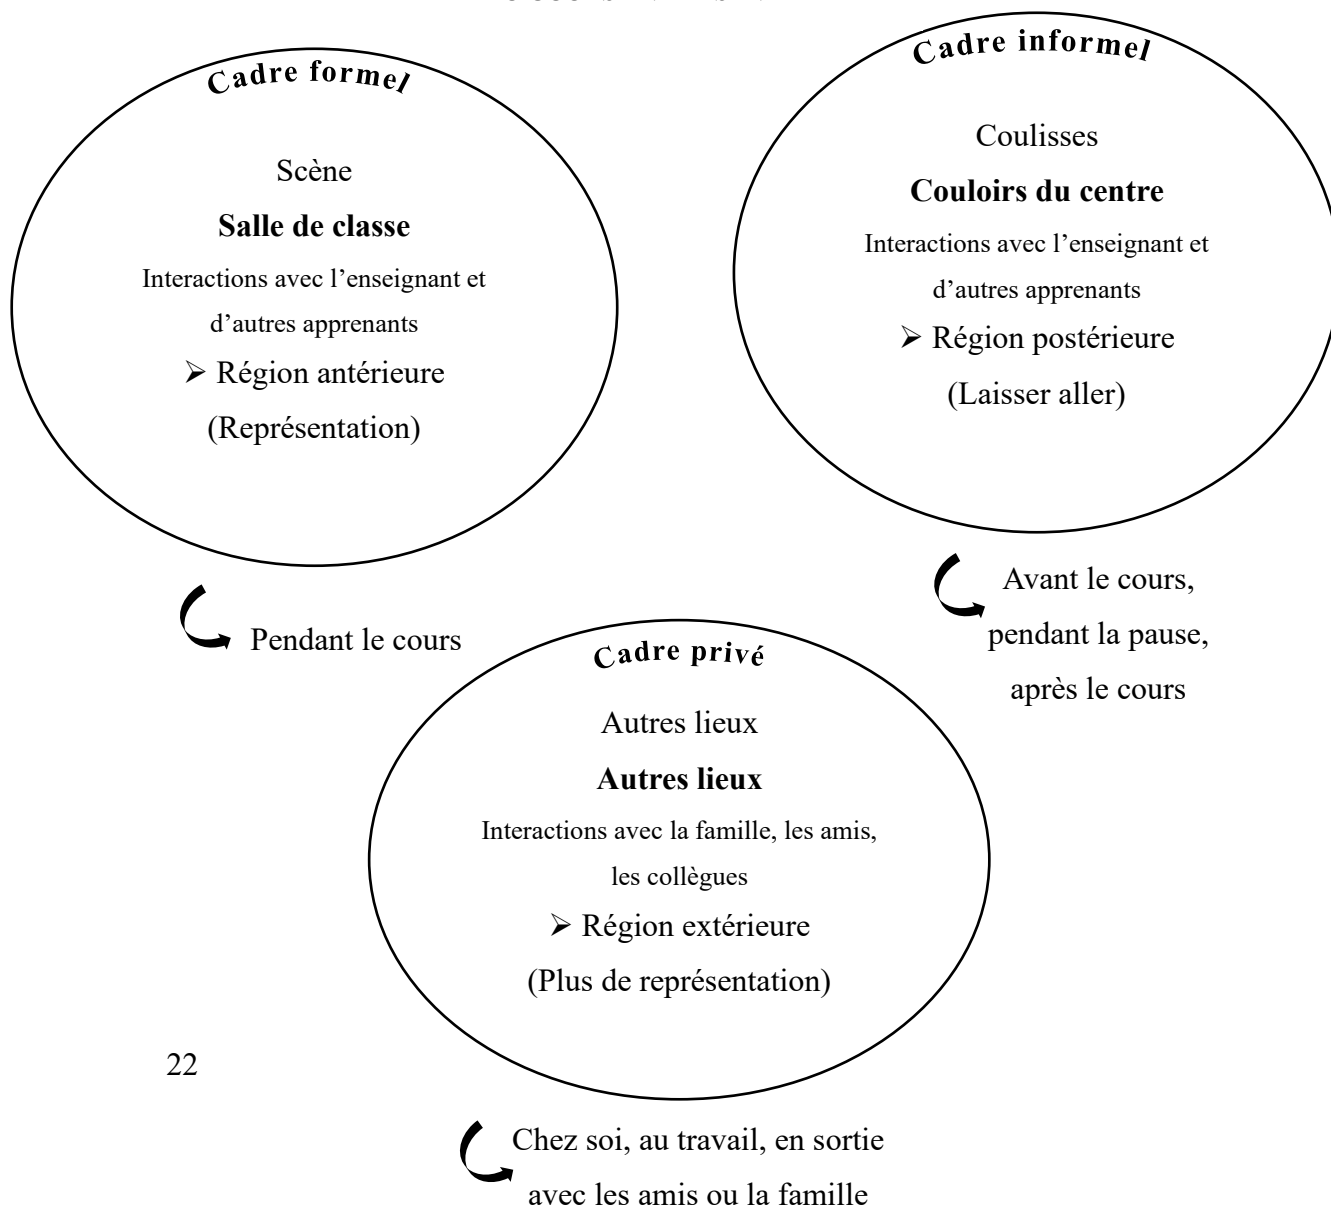 Cadre formel
Scène
Salle de classe
Interactions avec l’enseignant et
d’autres apprenants
➢ Région antérieure
(Représentation)
Pendant le cours
Cadre informel
Coulisses
Couloirs du centre
Interactions avec l’enseignant et
d’autres apprenants
➢ Région postérieure
(Laisser aller)
Avant le cours,
pendant la pause,
après le cours
Cadre privé
Autres lieux
Autres lieux
Interactions avec la famille, les amis,
les collègues
➢ Région extérieure
(Plus de représentation)
22
Chez soi, au travail, en sortie
avec les amis ou la famille